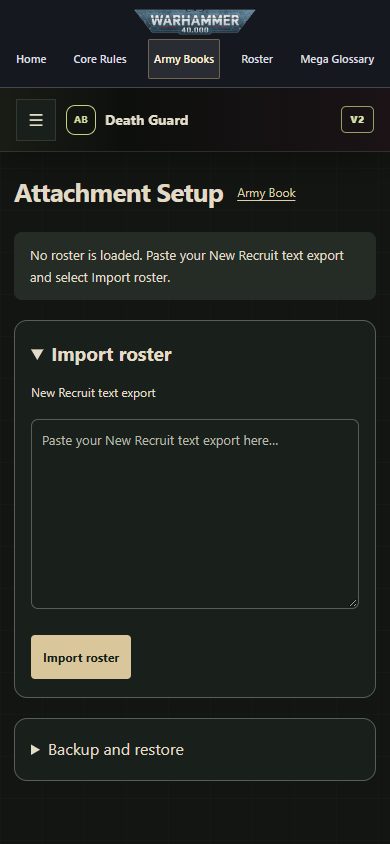 WARHAMMER
40,000
Home
Core Rules
Army Books
Roster
Mega Glossary
☰
AB
Death Guard
V2
Attachment Setup
Army Book
No roster is loaded. Paste your New Recruit text export
and select Import roster.
▼ Import roster
New Recruit text export
Paste your New Recruit text export here...
Import roster
▶ Backup and restore